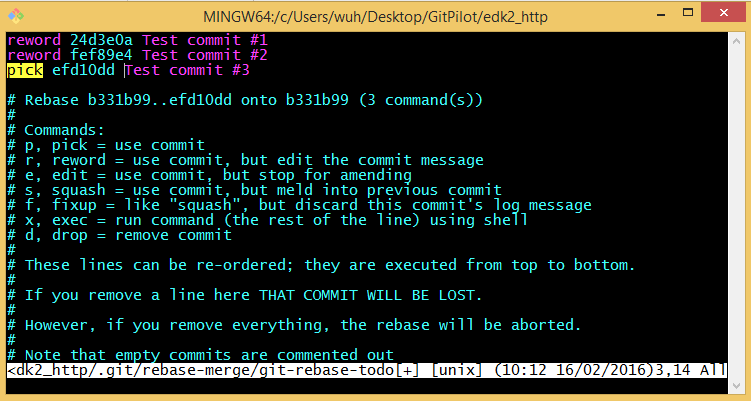 MINGW64:/c/Users/wuh/Desktop/GitPilot/edk2_http
reword 24d3e0a Test commit #1
reword fef89e4 Test commit #2
pick efd10dd Test commit #3
# Rebase b331b99..efd10dd onto b331b99 (3 command(s))
#
# Commands:
# p, pick = use commit
# r, reword = use commit, but edit the commit message
# e, edit = use commit, but stop for amending
# s, squash = use commit, but meld into previous commit
# f, fixup = like "squash", but discard this commit's log message
# x, exec = run command (the rest of the line) using shell
# d, drop = remove commit
#
# These lines can be re-ordered; they are executed from top to bottom.
#
# If you remove a line here THAT COMMIT WILL BE LOST.
#
# However, if you remove everything, the rebase will be aborted.
#
# Note that empty commits are commented out
<dk2_http/.git/rebase-merge/git-rebase-todo[+] [unix] (10:12 16/02/2016)3,14 All